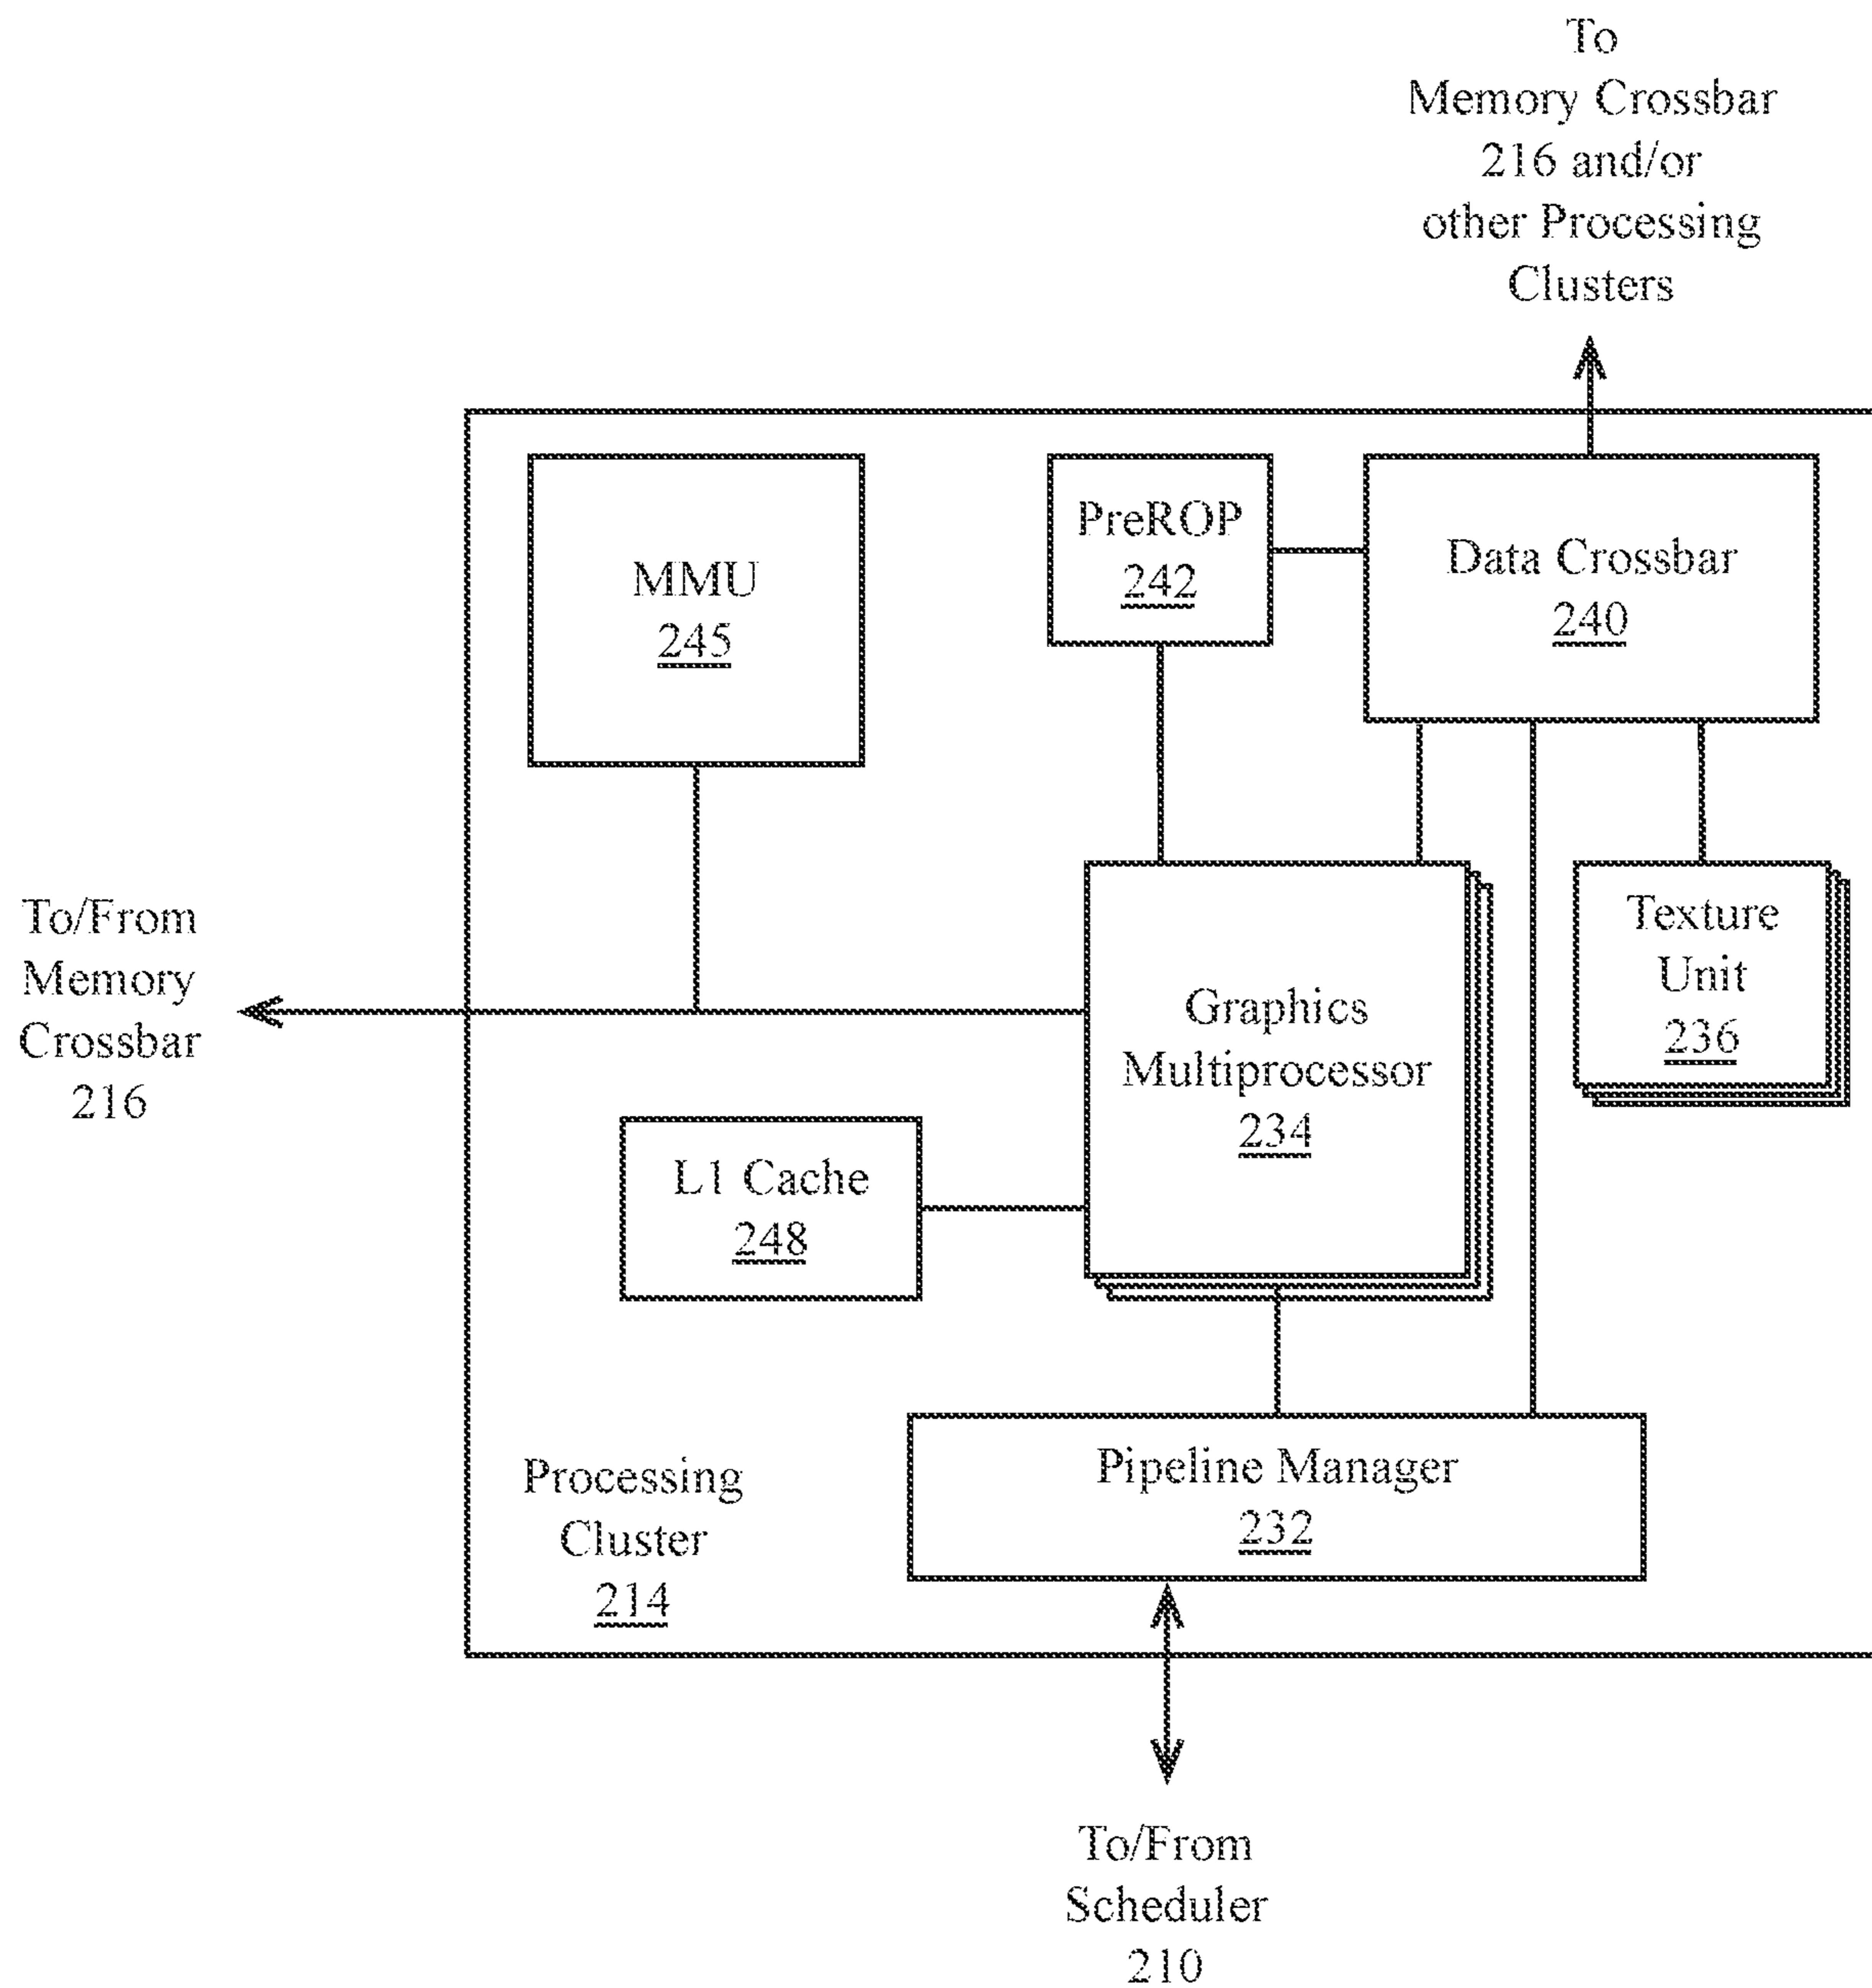 To
Memory Crossbar
216 and/or
other Processing
Clusters
MMU
245
PreROP
242
Data Crossbar
240
To/From
Memory
Crossbar
216
Graphics
Multiprocessor
234
Texture
Unit
236
L1 Cache
248
Processing
Cluster
214
Pipeline Manager
232
To/From
Scheduler
210